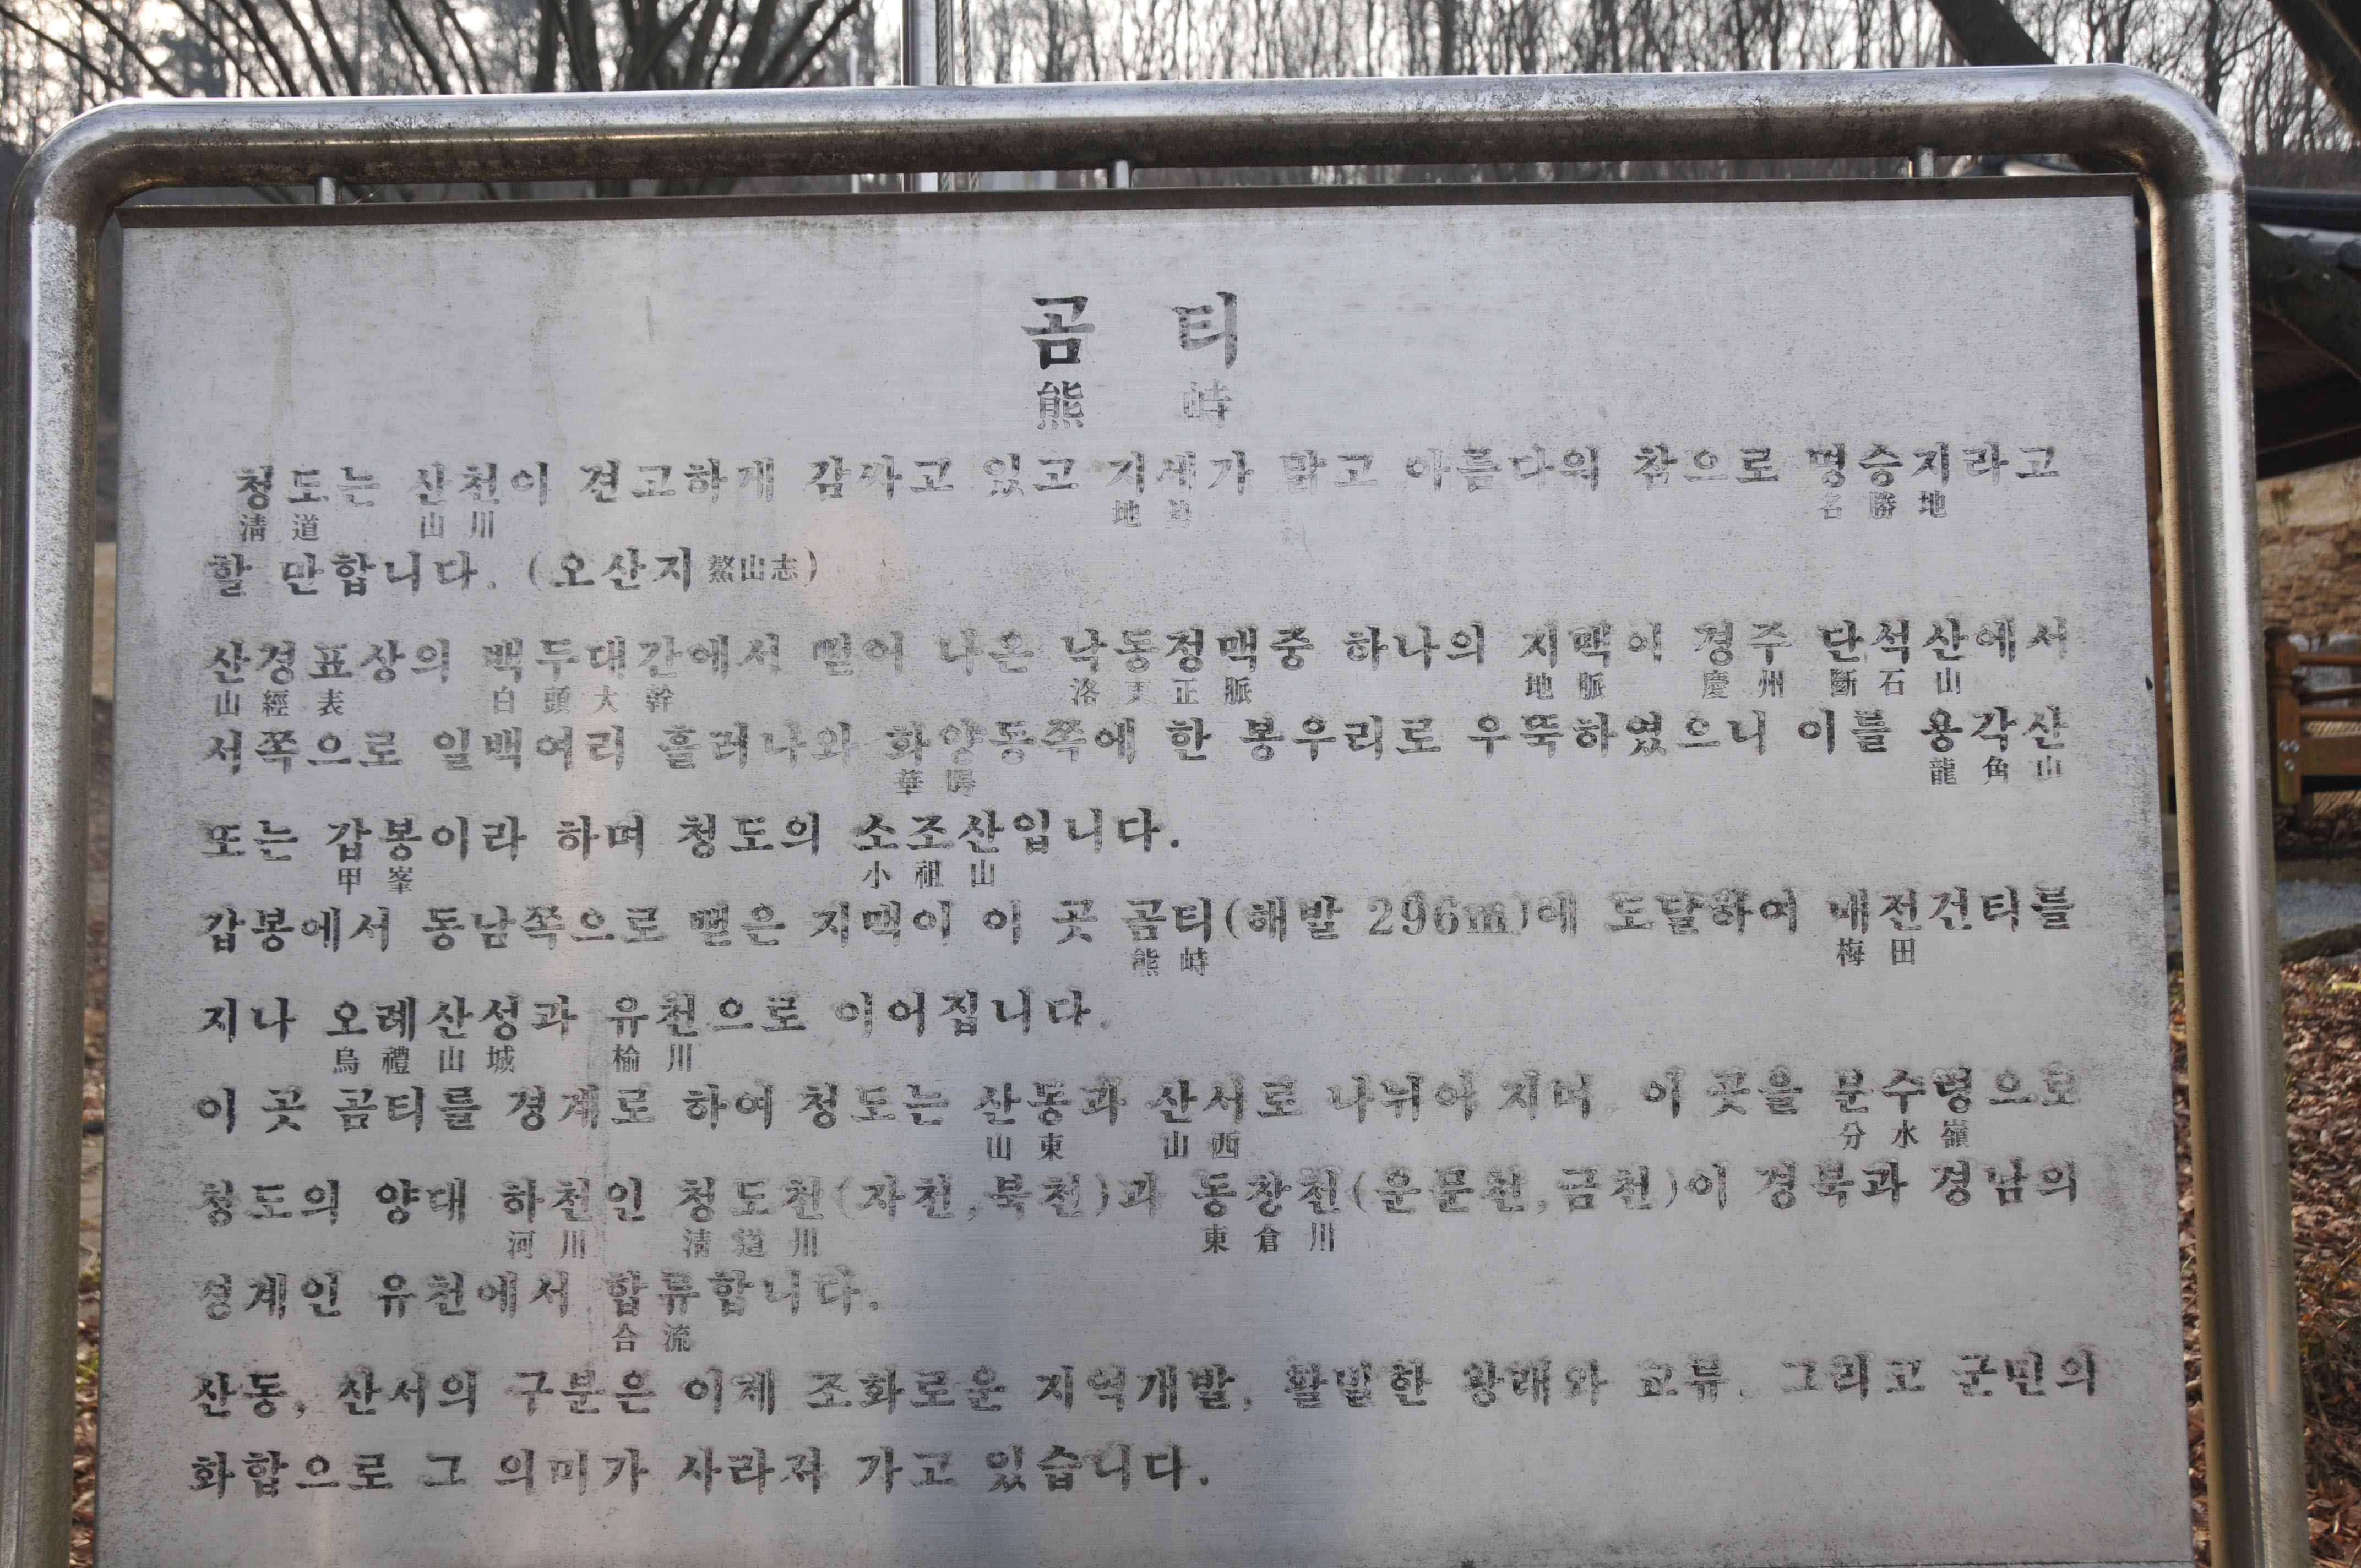 곰 티
熊 峙
청도는 산천이 견고하게 감싸고 있고 지세가 맑고 아름다워 참으로 명승지라고
淸道 山川 地 名勝地
할 만합니다. (오산지鰲山志)
산경표상의 백두대간에서 뻗어 나온 낙동정맥중 하나의 지맥이 경주 단석산에서
山經表 白頭大幹 洛東正脈 地脈 慶州 斷石山
서쪽으로 일백여리 흘러나와 화양동쪽에 한 봉우리로 우뚝하였으니 이를 용각산
華陽 龍角山
또는 갑봉이라 하며 청도의 소조산입니다.
甲峯 小祖山
갑봉에서 동남쪽으로 뻗은 지맥이 이 곳 곰티(해발 296m)에 도달하여 매전건티를
熊峙 梅田
지나 오례산성과 유천으로 이어집니다.
烏禮山城 楡川
이 곳 곰티를 경계로 하여 청도는 산동과 산서로 나뉘어 지며, 이 곳을 분수령으로
山東 山西 分水嶺
청도의 양대 하천인 청도천(자천,북천)과 동창천(운문천,금천)이 경북과 경남의
河川 淸道川 東倉川
경계인 유천에서 합류합니다.
合流
산동, 산서의 구분은 이제 조화로운 지역개발, 활발한 왕래와 교류, 그리고 군민의
화합으로 그 의미가 사라져 가고 있습니다.